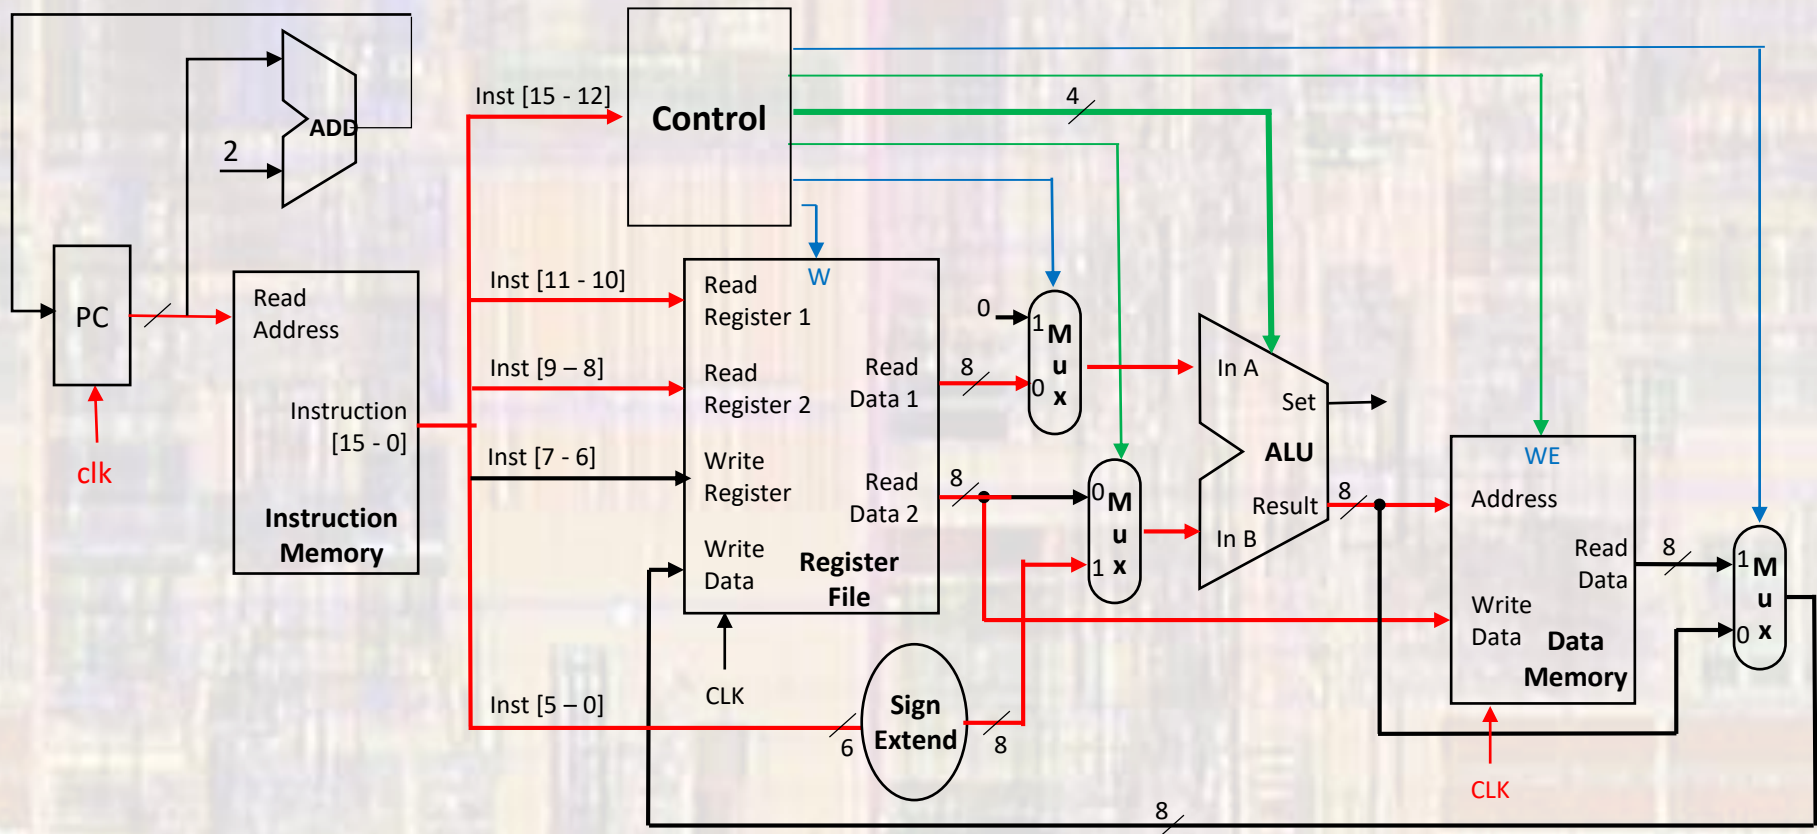 Control
Inst [15 - 12]
4
ADD
2
PC
clk
Read
Address
Instruction
[15 - 0]
Instruction
Memory
Inst [11 - 10]
Inst [9 – 8]
Inst [7 - 6]
Inst [5 – 0]
W
Read
Register 1
Read
Register 2
Write
Register
Write
Data
Read
Data 1
Read
Data 2
Register
File
CLK
8
8
6
Sign
Extend
8
0
1
0
M
u
x
0
1
M
u
x
In A
Set
ALU
Result
In B
8
WE
Address
Read
Data
Write
Data
Data
Memory
CLK
8
1
0
M
u
x
8